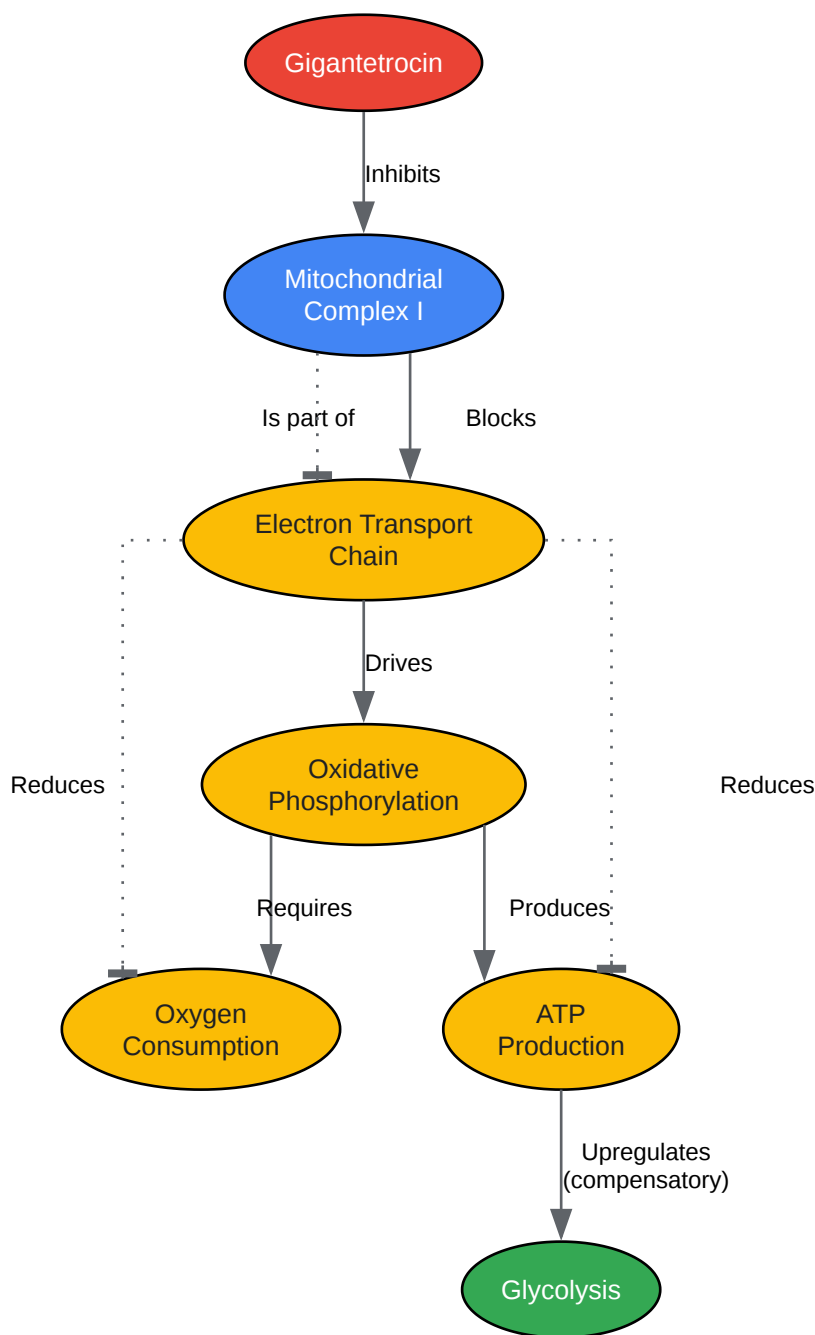 Gigantetrocin
Inhibits
Mitochondrial
Complex I
Is part of
Blocks
Electron Transport
Chain
Drives
Oxidative
Phosphorylation
Reduces
Reduces
Requires
Produces
Oxygen
Consumption
ATP
Production
Upregulates
(compensatory)
Glycolysis